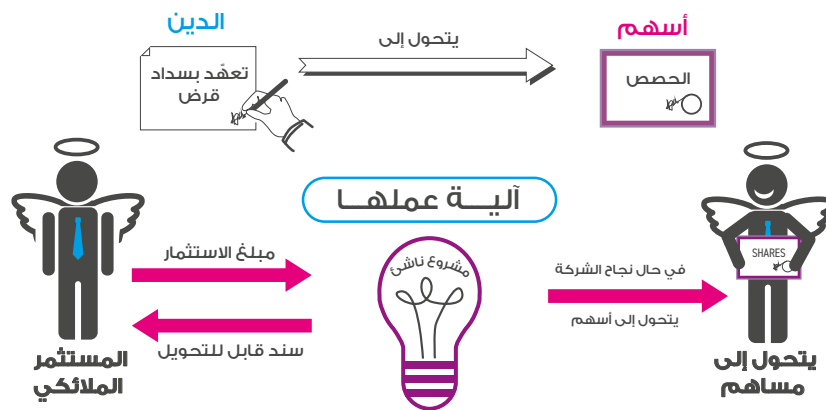 الدين
يتحول إلى
أسهم
تعهّد بسداد
قرض
الحصص
آليـــة عملهــا
مبلغ الاستثمار
سند قابل للتحويل
المستثمر
الملائكي
مشروع ناشئ
في حال نجاح الشركة
يتحول إلى أسهم
SHARES
يتحول إلى
مساهم